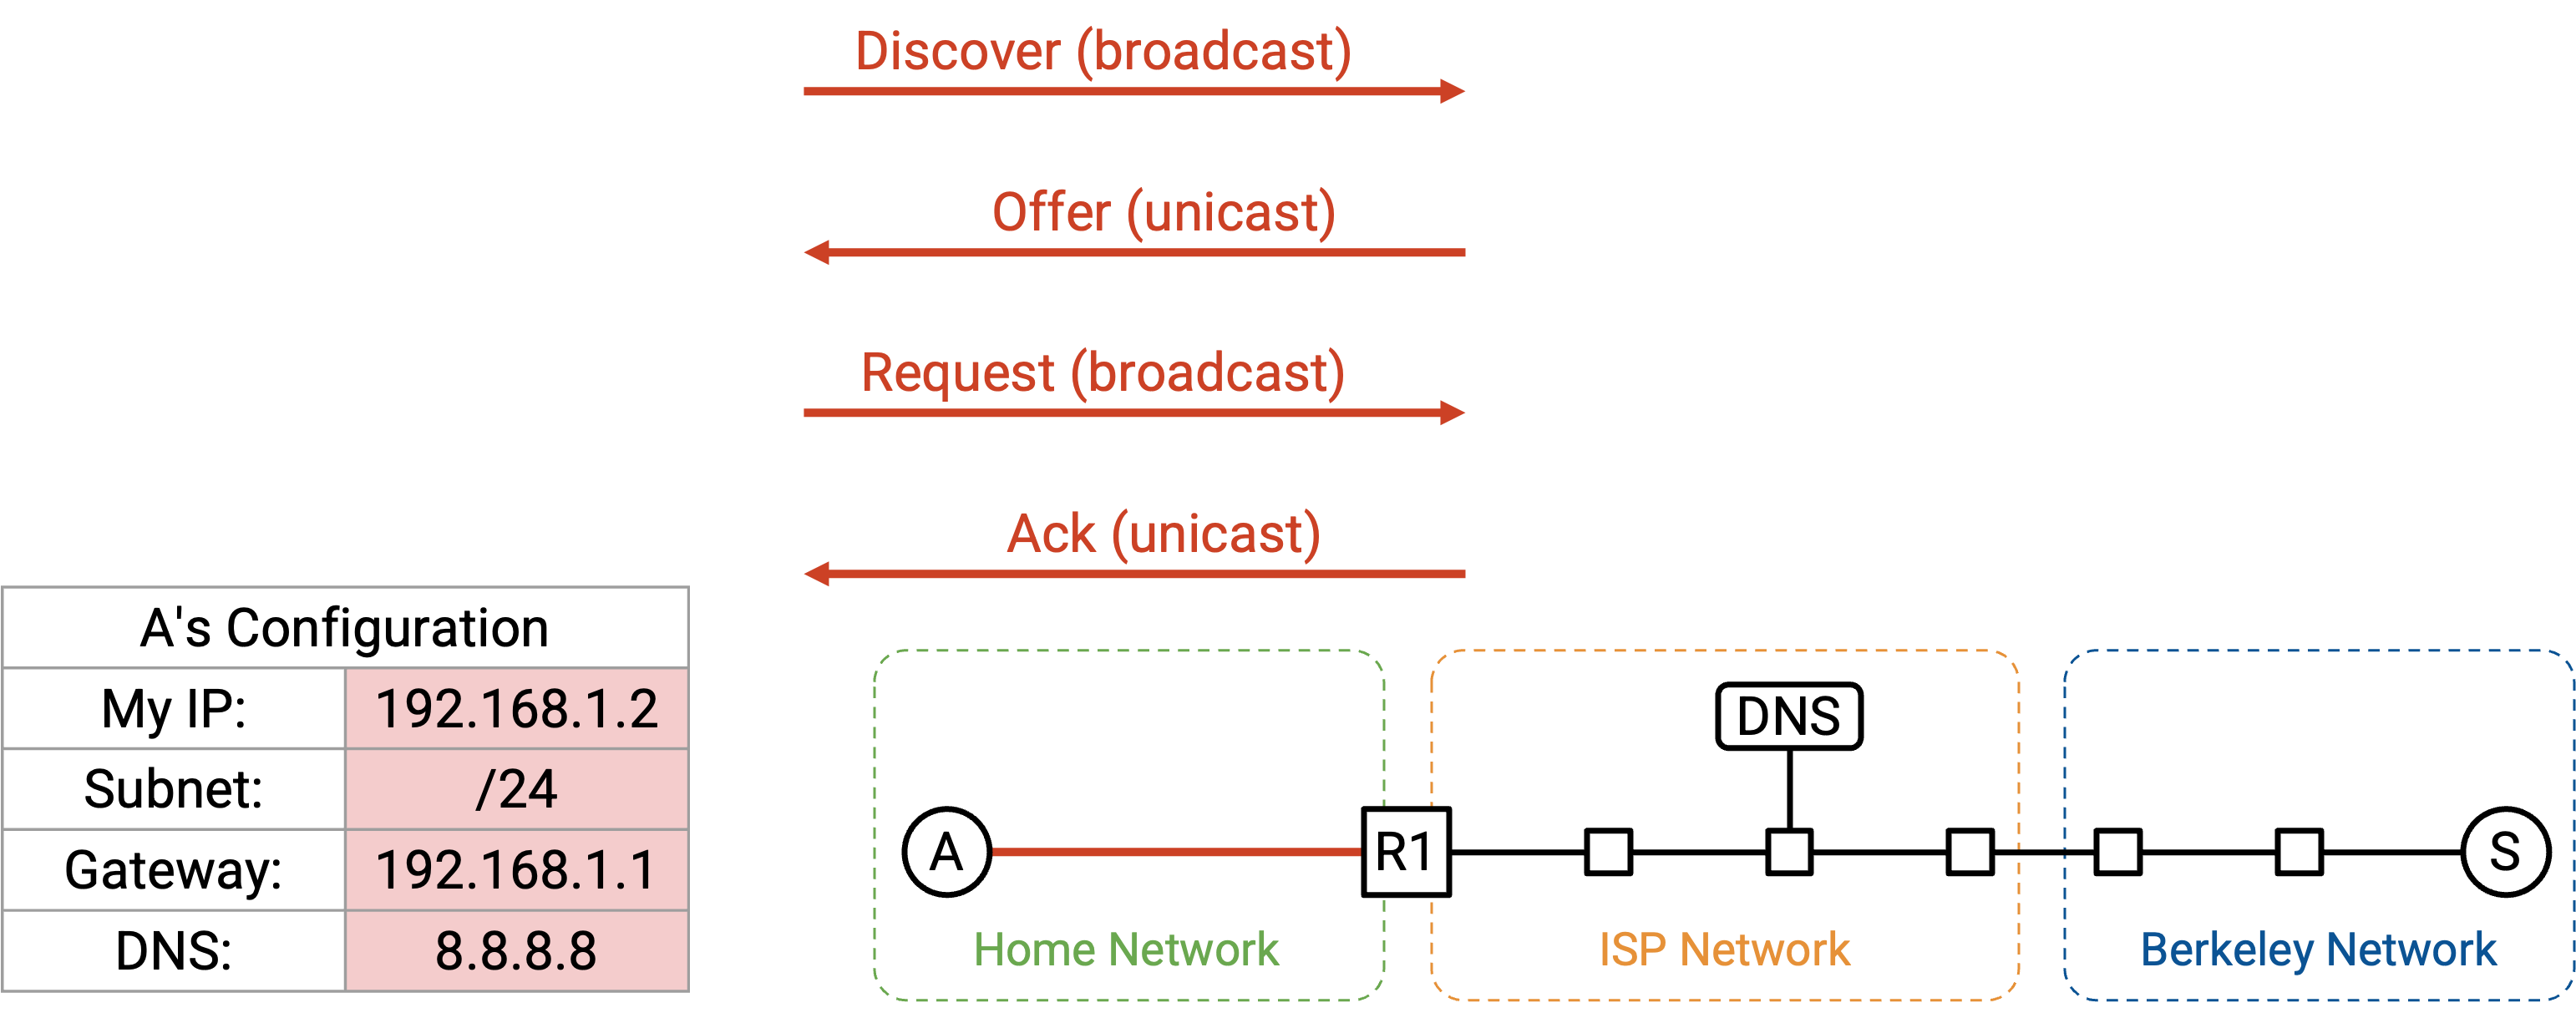 Discover (broadcast)
Offer (unicast)
Request (broadcast)
Ack (unicast)
A's Configuration
My IP: 192.168.1.2
Subnet: /24
Gateway: 192.168.1.1
DNS: 8.8.8.8
DNS
A
R1
S
Home Network
ISP Network
Berkeley Network